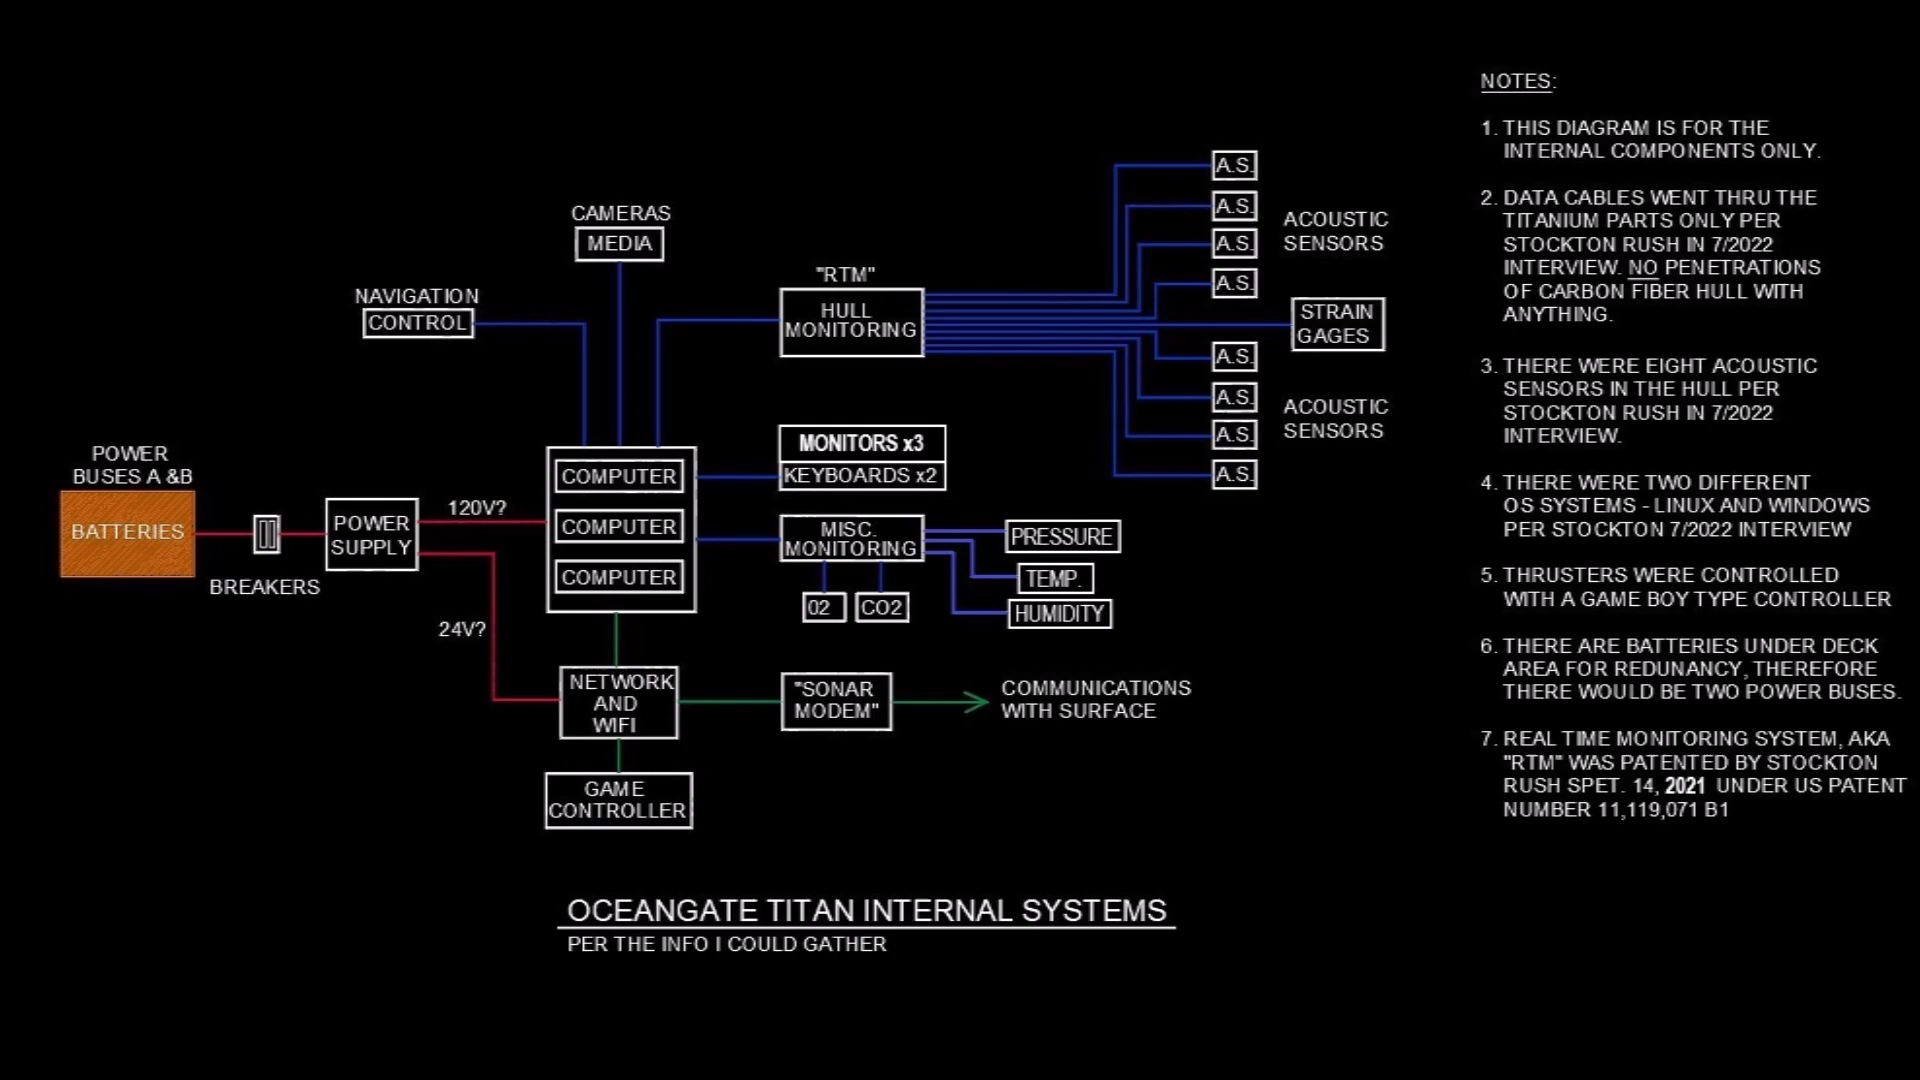 NOTES:
1. THIS DIAGRAM IS FOR THE
INTERNAL COMPONENTS ONLY.
2. DATA CABLES WENT THRU THE
TITANIUM PARTS ONLY PER
STOCKTON RUSH IN 7/2022
INTERVIEW. NO PENETRATIONS
OF CARBON FIBER HULL WITH
ANYTHING.
3. THERE WERE EIGHT ACOUSTIC
SENSORS IN THE HULL PER
STOCKTON RUSH IN 7/2022
INTERVIEW.
4. THERE WERE TWO DIFFERENT
OS SYSTEMS - LINUX AND WINDOWS
PER STOCKTON 7/2022 INTERVIEW
5. THRUSTERS WERE CONTROLLED
WITH A GAME BOY TYPE CONTROLLER
6. THERE ARE BATTERIES UNDER DECK
AREA FOR REDUNANCY, THEREFORE
THERE WOULD BE TWO POWER BUSES.
7. REAL TIME MONITORING SYSTEM, AKA
"RTM" WAS PATENTED BY STOCKTON
RUSH SPET. 14, 2021 UNDER US PATENT
NUMBER 11,119,071 B1
CAMERAS
MEDIA
NAVIGATION
CONTROL
"RTM"
HULL
MONITORING
A.S.
A.S.
A.S.
A.S.
ACOUSTIC
SENSORS
STRAIN
GAGES
A.S.
A.S.
A.S.
A.S.
ACOUSTIC
SENSORS
POWER
BUSES A &B
BATTERIES
BREAKERS
POWER
SUPPLY
120V?
24V?
COMPUTER
COMPUTER
COMPUTER
MONITORS x3
KEYBOARDS x2
MISC.
MONITORING
02
CO2
PRESSURE
TEMP.
HUMIDITY
NETWORK
AND
WIFI
"SONAR
MODEM"
COMMUNICATIONS
WITH SURFACE
GAME
CONTROLLER
OCEANGATE TITAN INTERNAL SYSTEMS
PER THE INFO I COULD GATHER